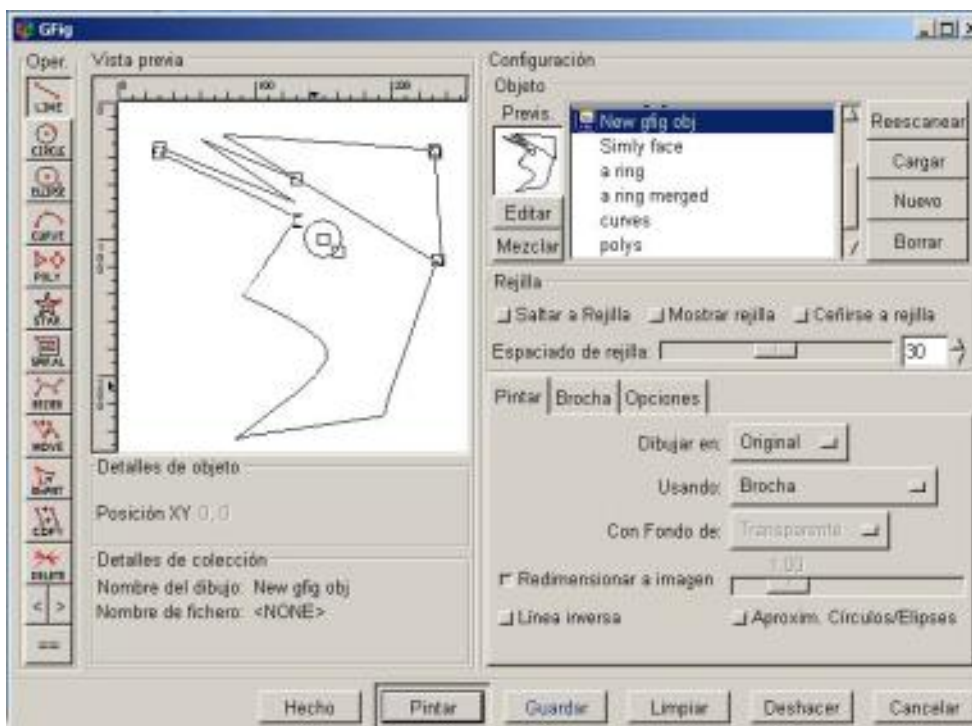 GFig
Oper.
LINE
CIRCLE
ELLIPSE
CURVE
POLY
STAR
SPIRAL
BEZIER
MOVE
COPY
DELETE
< >
==
Vista previa
0 100 200
Detalles de objeto
Posición XY 0, 0
Detalles de colección
Nombre del dibujo: New gfig obj
Nombre de fichero: <NONE>
Configuración
Objeto
Previs.
Editar
Mezclar
New gfig obj
Simly face
a ring
a ring merged
curves
polys
Reescanear
Cargar
Nuevo
Borrar
Rejilla
Saltar a Rejilla Mostrar rejilla Ceñirse a rejilla
Espaciado de rejilla: 30
Pintar Brocha Opciones
Dibujar en: Original
Usando: Brocha
Con Fondo de: Transparente
1.00
Redimensionar a imagen
Línea inversa Aproxim. Círculos/Elipses
Hecho Pintar Guardar Limpiar Deshacer Cancelar